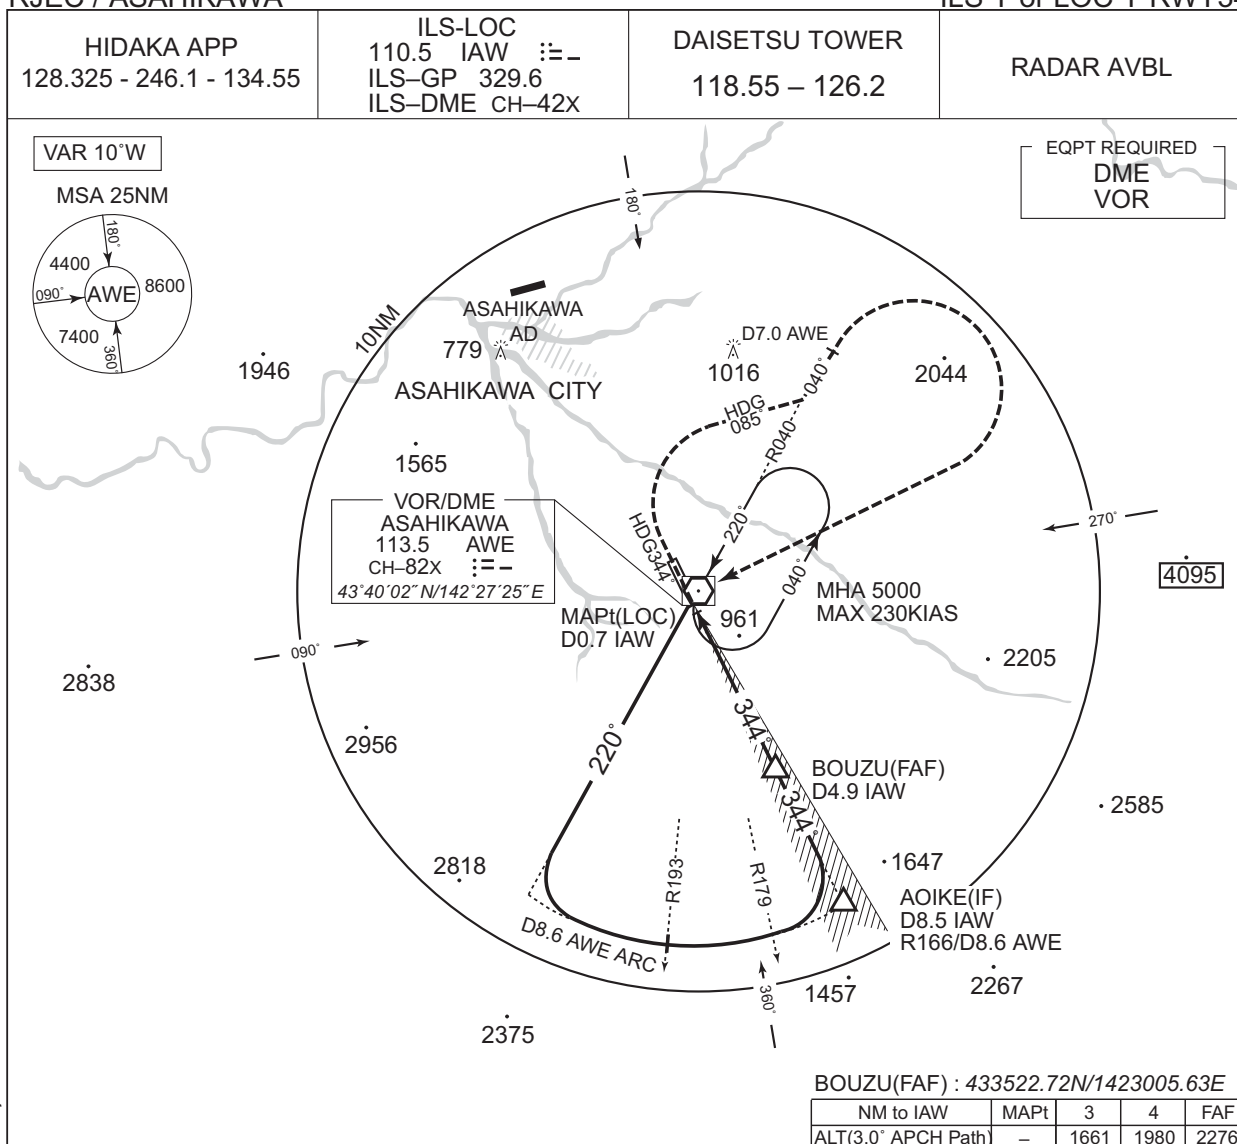 RJEC / ASAHIKAWA
ILS Y or LOC Y RWY34
HIDAKA APP
128.325 - 246.1 - 134.55
ILS-LOC
110.5 IAW
ILS–GP 329.6
ILS–DME CH–42X
DAISETSU TOWER
118.55 – 126.2
RADAR AVBL
VAR 10°W
MSA 25NM
180°
4400
8600
090°
AWE
7400
360°
EQPT REQUIRED
DME
VOR
180°
10NM
ASAHIKAWA
AD
779
ASAHIKAWA CITY
1946
D7.0 AWE
1016
040°
2044
HDG
085°
R040
1565
VOR/DME
ASAHIKAWA
113.5 AWE
CH–82X
43°40′02″N/142°27′25″E
HDG344°
220°
040°
270°
4095
MHA 5000
MAX 230KIAS
MAPt(LOC)
D0.7 IAW
961
090°
2838
2205
2956
220°
344°
BOUZU(FAF)
D4.9 IAW
344°
2585
2818
R193
R179
1647
AOIKE(IF)
D8.5 IAW
R166/D8.6 AWE
D8.6 AWE ARC
360°
1457
2267
2375
BOUZU(FAF) : 433522.72N/1423005.63E
NM to IAW MAPt 3 4 FAF
ALT(3.0° APCH Path) – 1661 1980 2276